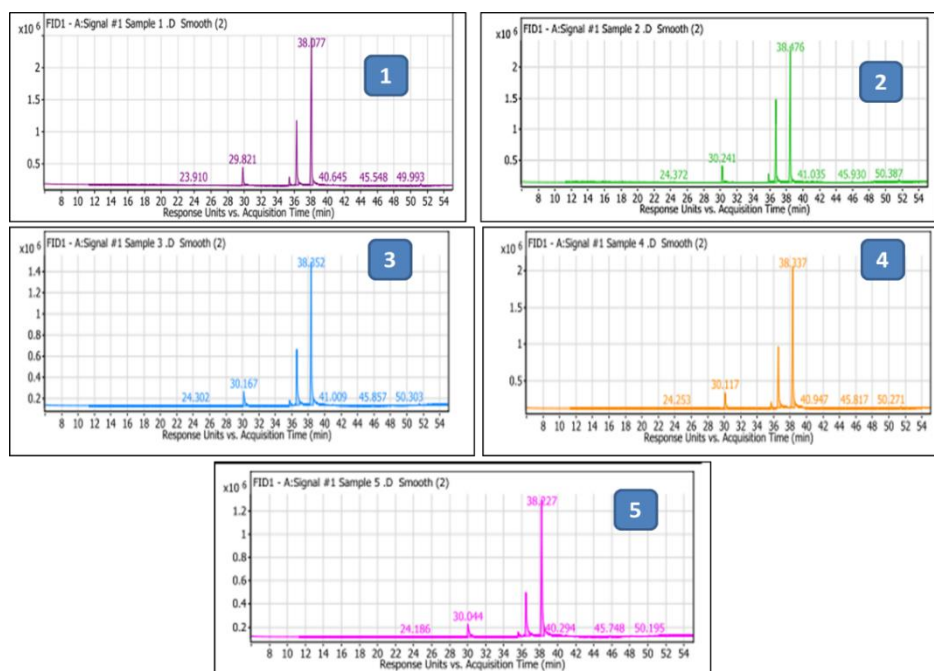 FID1 - A:Signal #1 Sample 1 .D Smooth (2)
x10 6
38.077
1
2
1.5
1
29.821
0.5
23.910 40.645 45.548 49.993
8 10 12 14 16 18 20 22 24 26 28 30 32 34 36 38 40 42 44 46 48 50 52 54
Response Units vs. Acquisition Time (min)
FID1 - A:Signal #1 Sample 2 .D Smooth (2)
x10 6
38.476
2
2
1.5
1
30.241
0.5
24.372 41.035 45.930 50.387
6 8 10 12 14 16 18 20 22 24 26 28 30 32 34 36 38 40 42 44 46 48 50 52 54
Response Units vs. Acquisition Time (min)
FID1 - A:Signal #1 Sample 3 .D Smooth (2)
x10 6
38.352
3
1.4
1.2
1
0.8
0.6
0.4
30.167
0.2
24.302 41.009 45.857 50.303
6 8 10 12 14 16 18 20 22 24 26 28 30 32 34 36 38 40 42 44 46 48 50 52 54
Response Units vs. Acquisition Time (min)
FID1 - A:Signal #1 Sample 4 .D Smooth (2)
x10 6
38.337
4
2
1.5
1
0.5
30.117
24.253 40.947 45.817 50.271
6 8 10 12 14 16 18 20 22 24 26 28 30 32 34 36 38 40 42 44 46 48 50 52 54
Response Units vs. Acquisition Time (min)
FID1 - A:Signal #1 Sample 5 .D Smooth (2)
x10 6
38.227
5
1.2
1
0.8
0.6
0.4
30.044
0.2
24.186 40.294 45.748 50.195
6 8 10 12 14 16 18 20 22 24 26 28 30 32 34 36 38 40 42 44 46 48 50 52 54
Response Units vs. Acquisition Time (min)